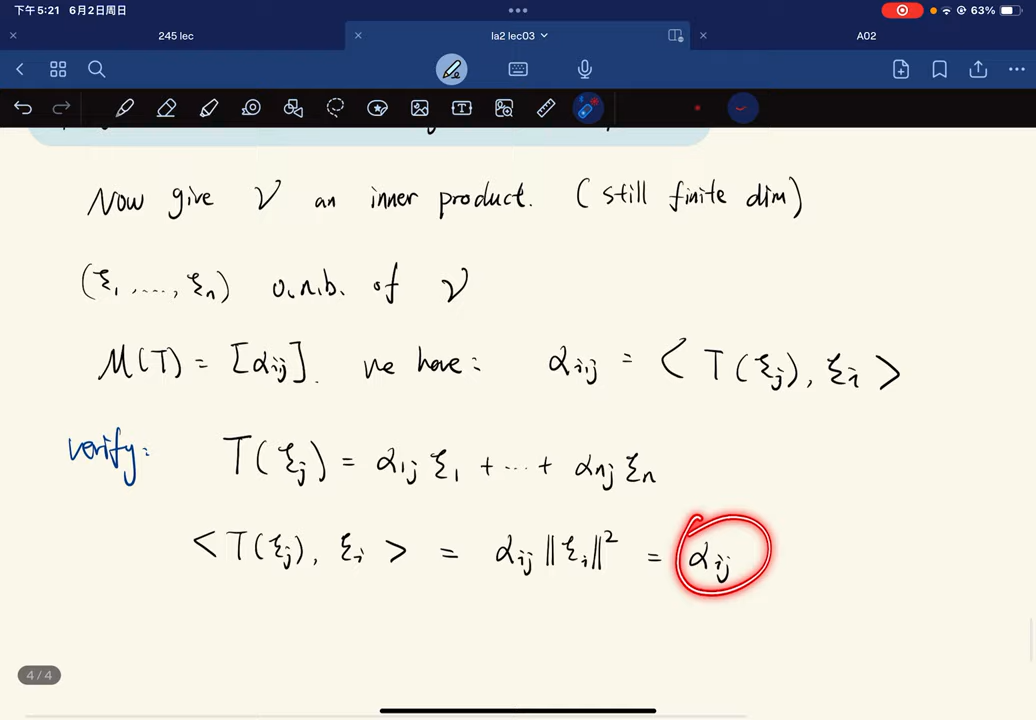 下午5:21 6月2日周日 63%
245 lec la2 lec03 A02
Now give V an inner product. (still finite dim)
(ξ₁, ..., ξₙ) o.n.b. of V
M(T) = [αij]. we have: αij = <T(ξj), ξi>
verify: T(ξj) = α1j ξ₁ + ... + αnj ξn
<T(ξj), ξi> = αij ||ξi||² = αij
4 / 4